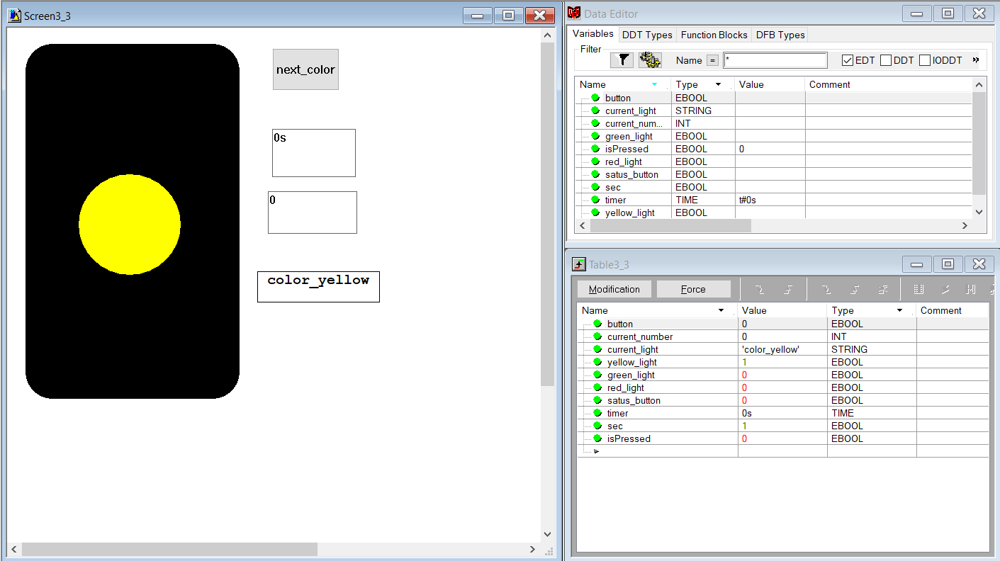 Screen3_3
next_color
0s
0
color_yellow
Data Editor
Variables DDT Types Function Blocks DFB Types
Filter
Name = * EDT DDT IODDT »
Name Type Value Comment
button EBOOL
current_light STRING
current_num... INT
green_light EBOOL
isPressed EBOOL 0
red_light EBOOL
satus_button EBOOL
sec EBOOL
timer TIME t#0s
yellow_light EBOOL
Table3_3
Modification Force
Name Value Type Comment
button 0 EBOOL
current_number 0 INT
current_light 'color_yellow' STRING
yellow_light 1 EBOOL
green_light 0 EBOOL
red_light 0 EBOOL
satus_button 0 EBOOL
timer 0s TIME
sec 1 EBOOL
isPressed 0 EBOOL